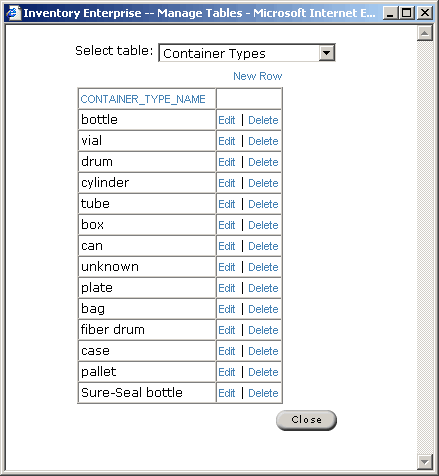 Inventory Enterprise -- Manage Tables - Microsoft Internet E...
Select table: Container Types
New Row
CONTAINER_TYPE_NAME
bottle Edit | Delete
vial Edit | Delete
drum Edit | Delete
cylinder Edit | Delete
tube Edit | Delete
box Edit | Delete
can Edit | Delete
unknown Edit | Delete
plate Edit | Delete
bag Edit | Delete
fiber drum Edit | Delete
case Edit | Delete
pallet Edit | Delete
Sure-Seal bottle Edit | Delete
Close